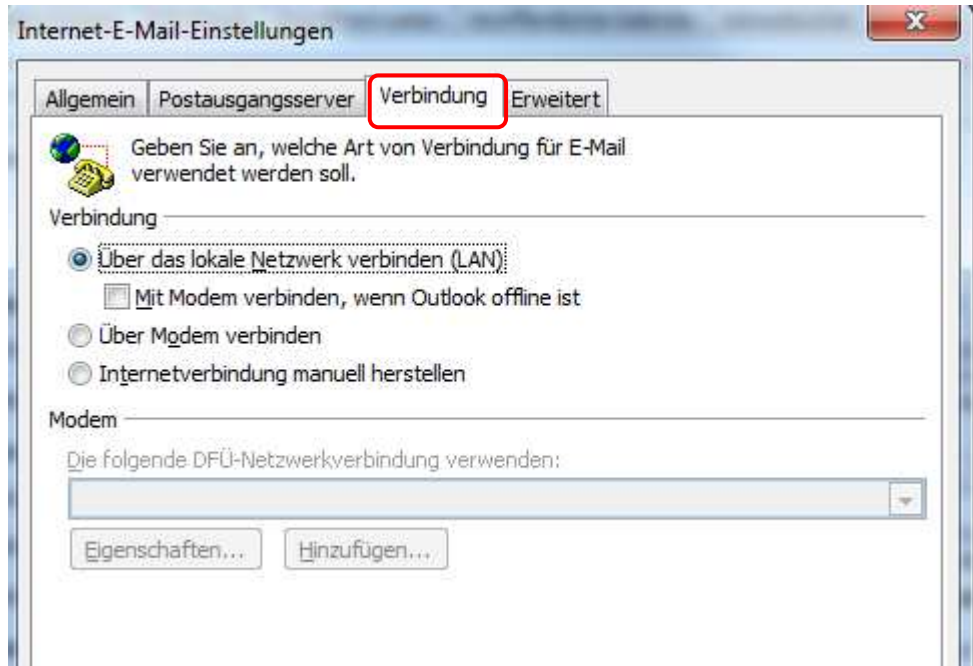 Internet-E-Mail-Einstellungen
Allgemein Postausgangsserver Verbindung Erweitert
Geben Sie an, welche Art von Verbindung für E-Mail
verwendet werden soll.
Verbindung
Über das lokale Netzwerk verbinden (LAN)
Mit Modem verbinden, wenn Outlook offline ist
Über Modem verbinden
Internetverbindung manuell herstellen
Modem
Die folgende DFÜ-Netzwerkverbindung verwenden:
Eigenschaften... Hinzufügen...